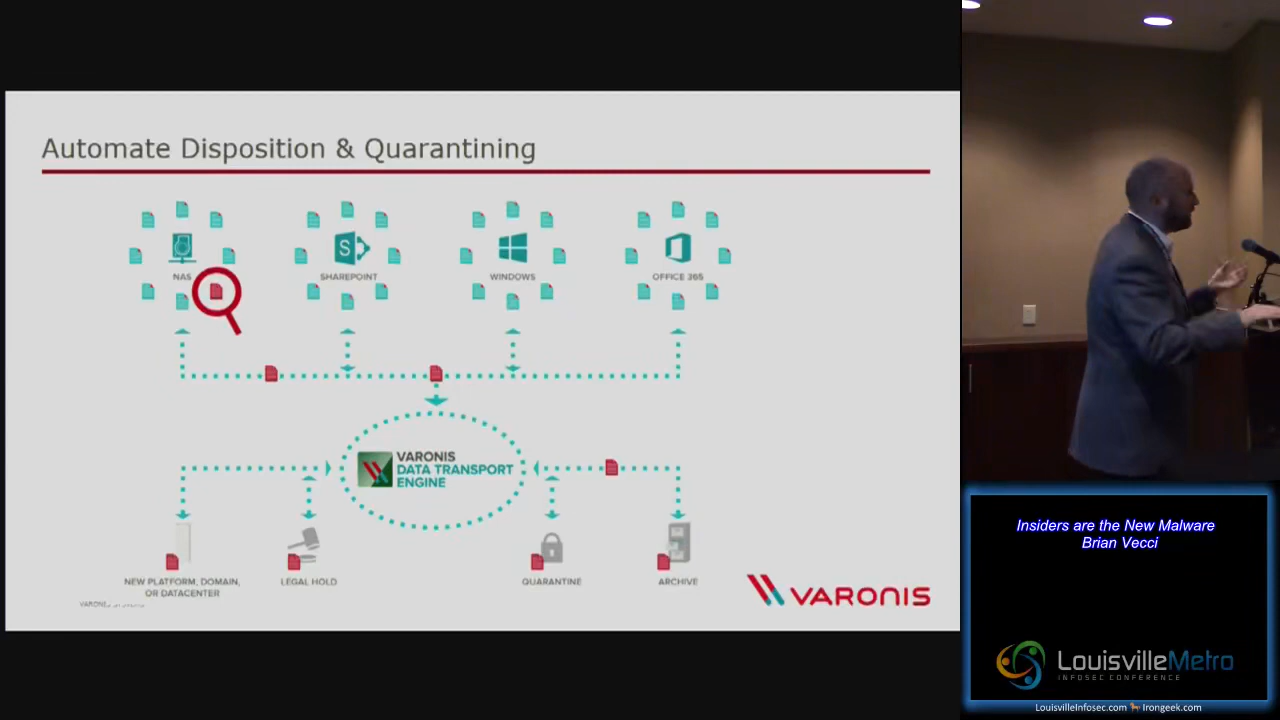 Automate Disposition & Quarantining
NAS
SHAREPOINT
S
WINDOWS
OFFICE 365
VARONIS
DATA TRANSPORT
ENGINE
NEW PLATFORM, DOMAIN,
OR DATACENTER
LEGAL HOLD
QUARANTINE
ARCHIVE
VARONIS
Insiders are the New Malware
Brian Vecci
LouisvilleMetro
INFOSEC CONFERENCE
LouisvilleInfosec.com
Irongeek.com